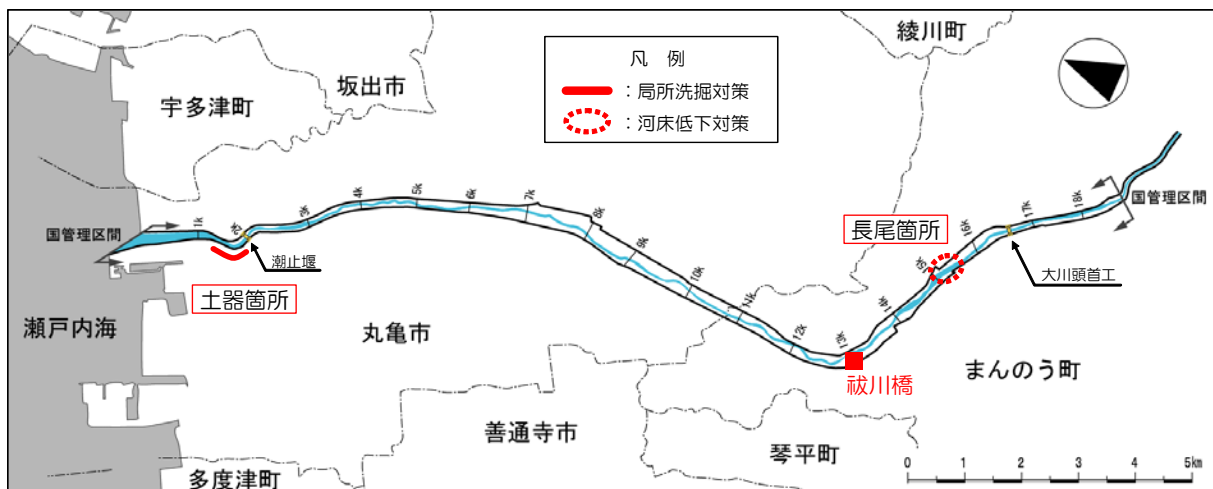 綾川町
凡 例
：局所洗掘対策
：河床低下対策
坂出市
宇多津町
国管理区間
1k
2k
3k
4k
5k
6k
7k
8k
9k
10k
11k
12k
13k
14k
15k
16k
17k
18k
国管理区間
潮止堰
土器箇所
長尾箇所
大川頭首工
瀬戸内海
丸亀市
祓川橋
まんのう町
善通寺市
琴平町
多度津町
0 1 2 3 4 5km